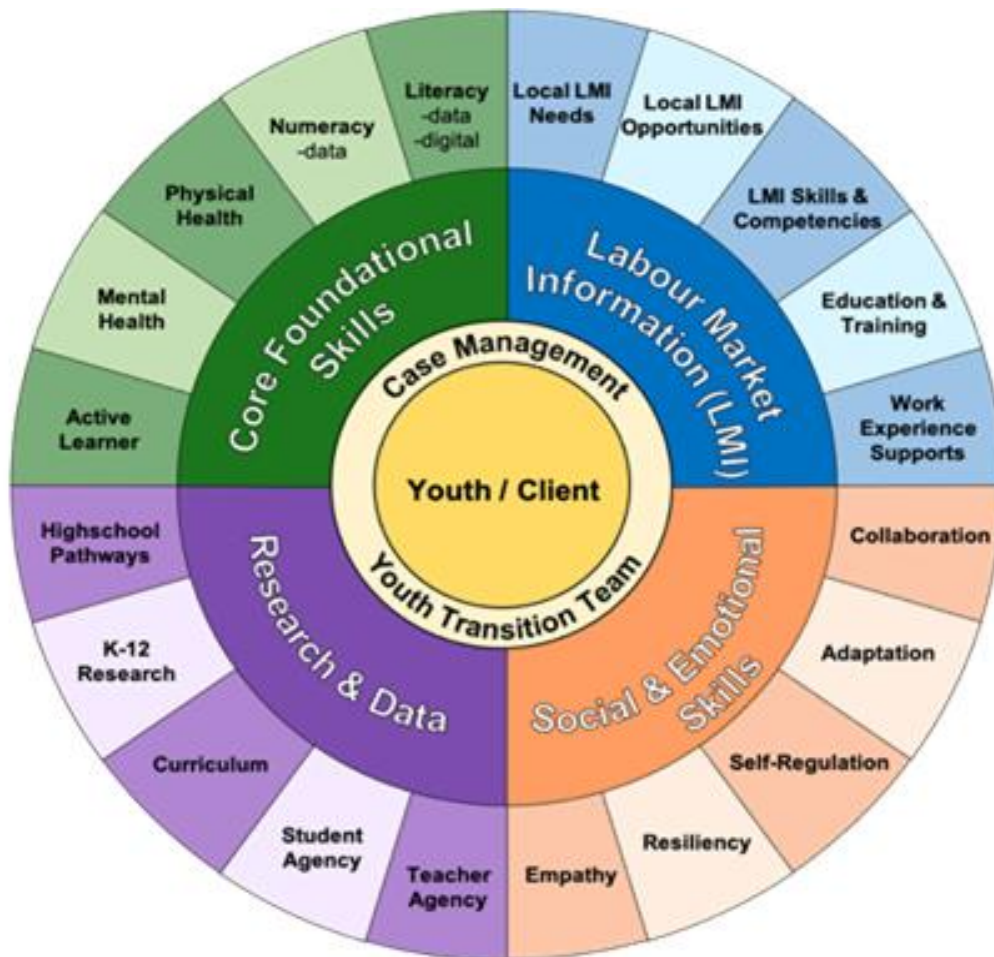 Literacy
-data
-digital
Numeracy
-data
Physical
Health
Mental
Health
Active
Learner
Core Foundational
Skills
Local LMI
Needs
Local LMI
Opportunities
LMI Skills &
Competencies
Education &
Training
Work
Experience
Supports
Labour Market
Information (LMI)
Case Management
Youth / Client
Youth Transition Team
Highschool
Pathways
K-12
Research
Curriculum
Student
Agency
Teacher
Agency
Research & Data
Collaboration
Adaptation
Self-Regulation
Resiliency
Empathy
Social & Emotional
Skills